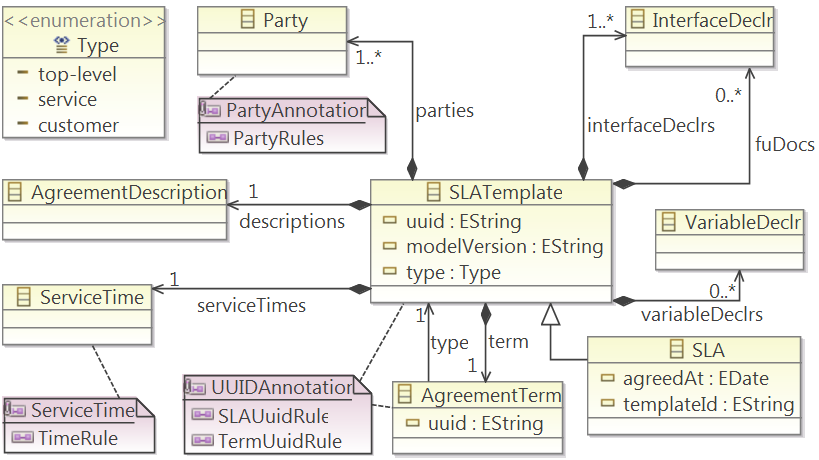 <<enumeration>>
Type
top-level
service
customer
Party
1..*
PartyAnnotation
PartyRules
parties
1..*
InterfaceDeclr
0..*
interfaceDeclrs
fuDocs
AgreementDescription
1
descriptions
SLATemplate
uuid : EString
modelVersion : EString
type : Type
VariableDeclr
0..*
variableDeclrs
ServiceTime
1
serviceTimes
1
type
term
1
SLA
agreedAt : EDate
templateId : EString
ServiceTime
TimeRule
UUIDAnnotation
SLAUuidRule
TermUuidRule
AgreementTerm
uuid : EString